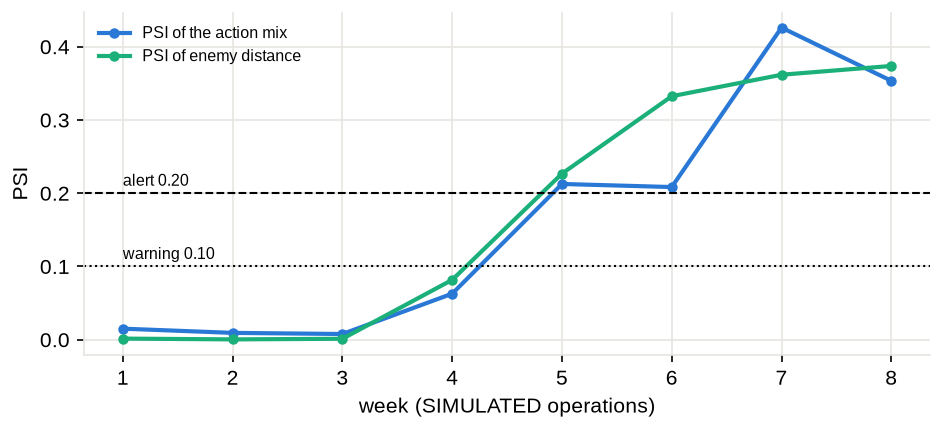 PSI of the action mix
PSI of enemy distance
0.4
0.3
0.2
0.1
0.0
PSI
alert 0.20
warning 0.10
1 2 3 4 5 6 7 8
week (SIMULATED operations)